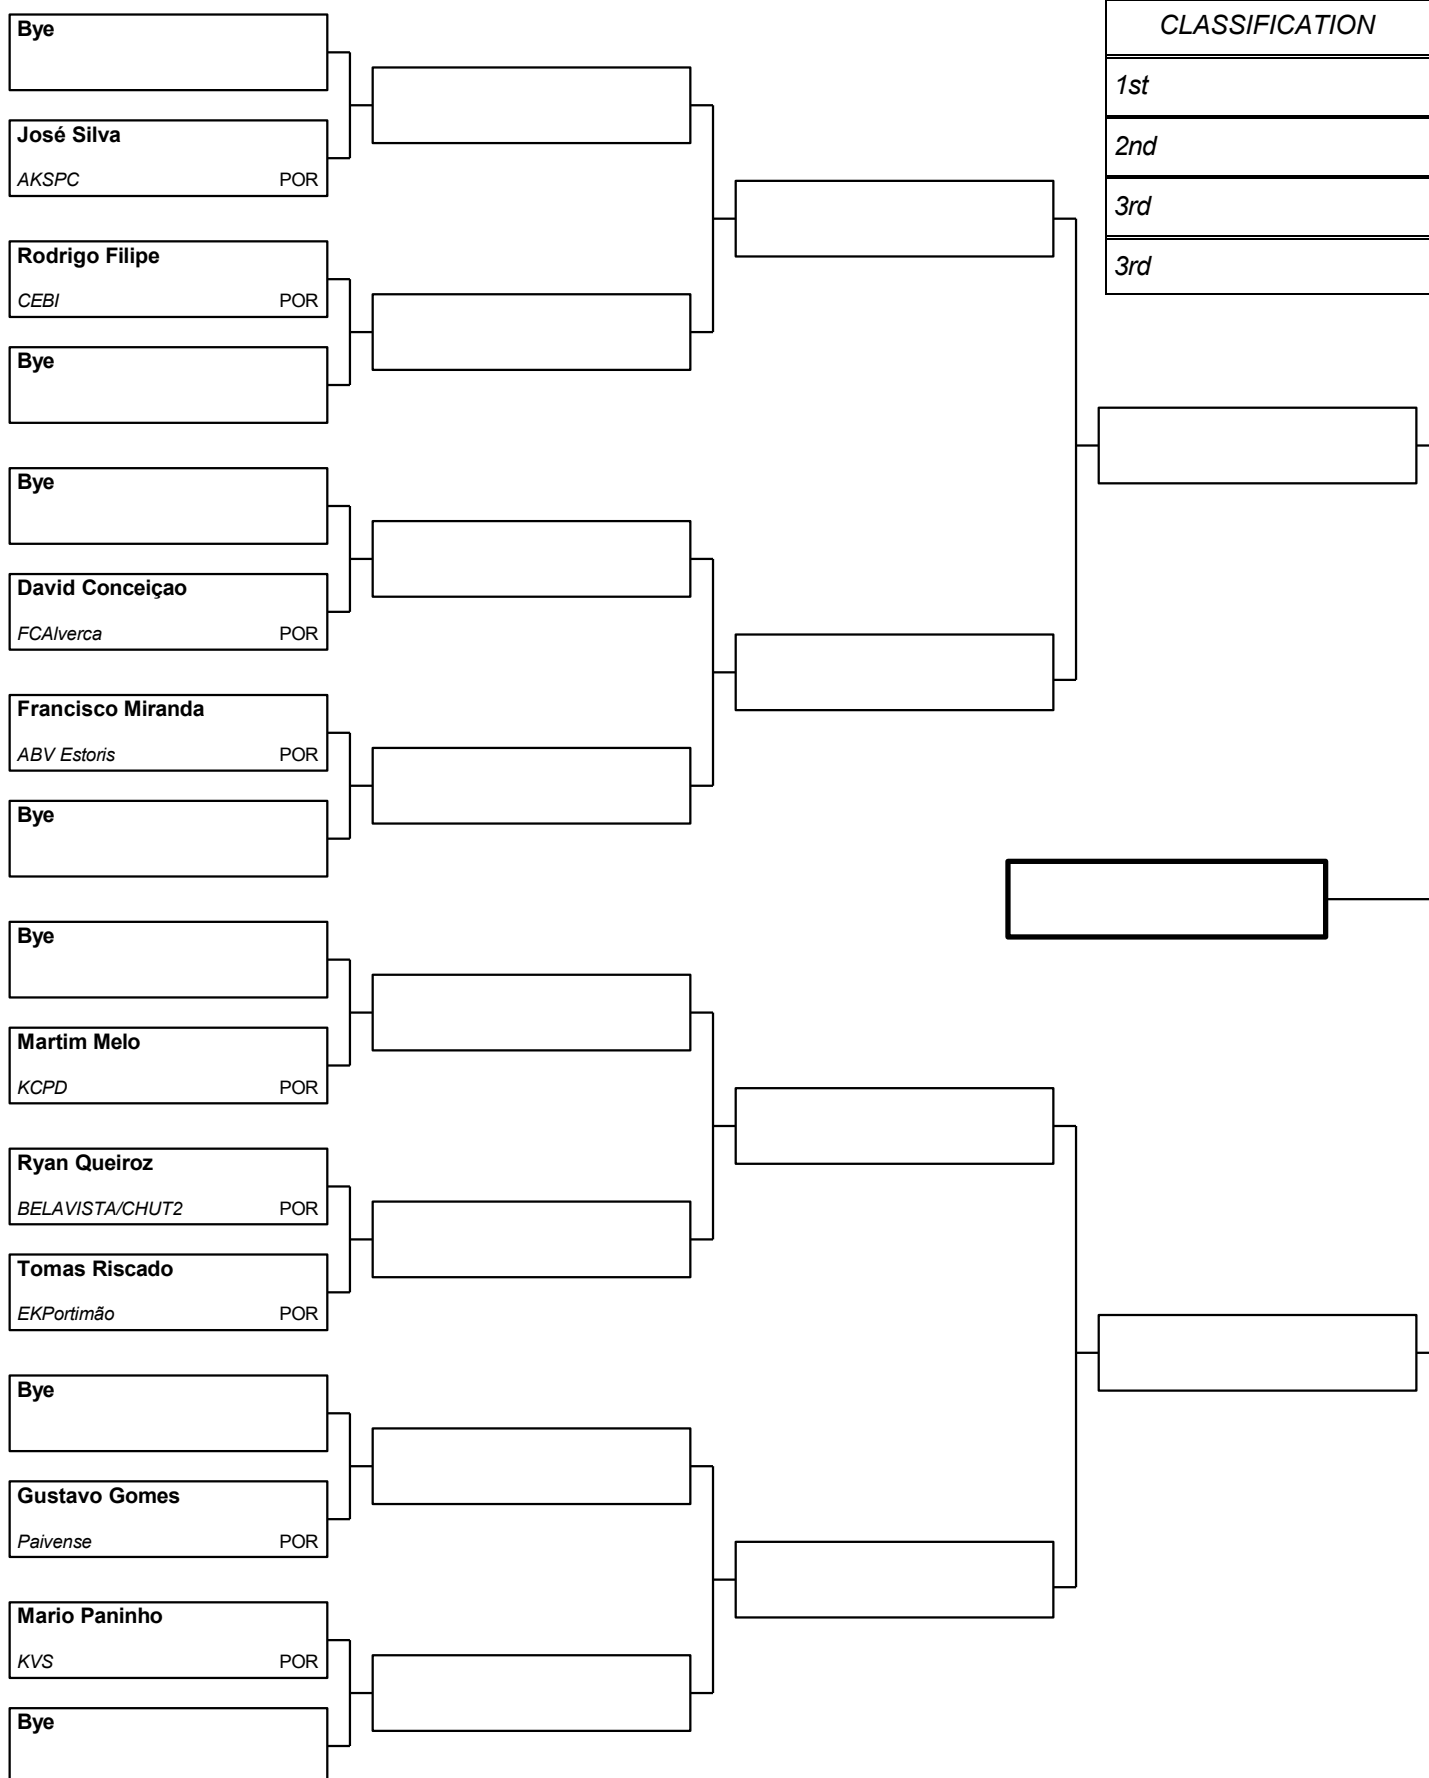 Bye
José Silva
AKSPC POR
Rodrigo Filipe
CEBI POR
Bye
Bye
David Conceiçao
FCAlverca POR
Francisco Miranda
ABV Estoris POR
Bye
Bye
Martim Melo
KCPD POR
Ryan Queiroz
BELAVISTA/CHUT2 POR
Tomas Riscado
EKPortimão POR
Bye
Gustavo Gomes
Paivense POR
Mario Paninho
KVS POR
Bye
CLASSIFICATION
1st
2nd
3rd
3rd